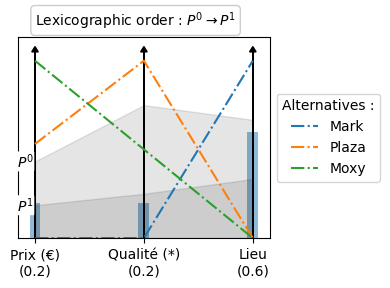 Lexicographic order : P⁰→P¹
P⁰
P¹
Alternatives :
Mark
Plaza
Moxy
Prix (€)
(0.2)
Qualité (*)
(0.2)
Lieu
(0.6)